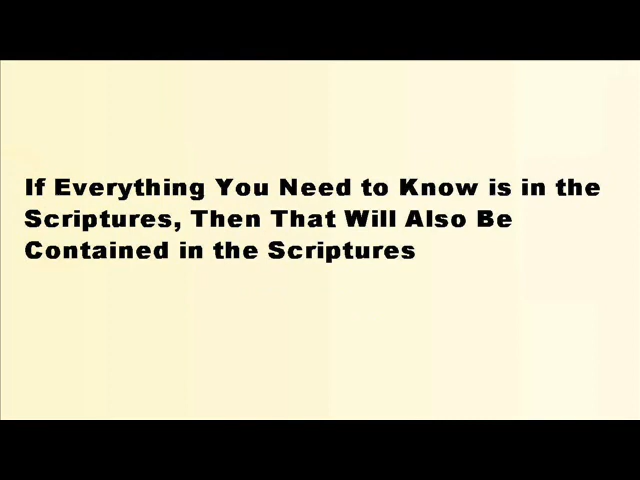 If Everything You Need to Know is in the
Scriptures, Then That Will Also Be
Contained in the Scriptures